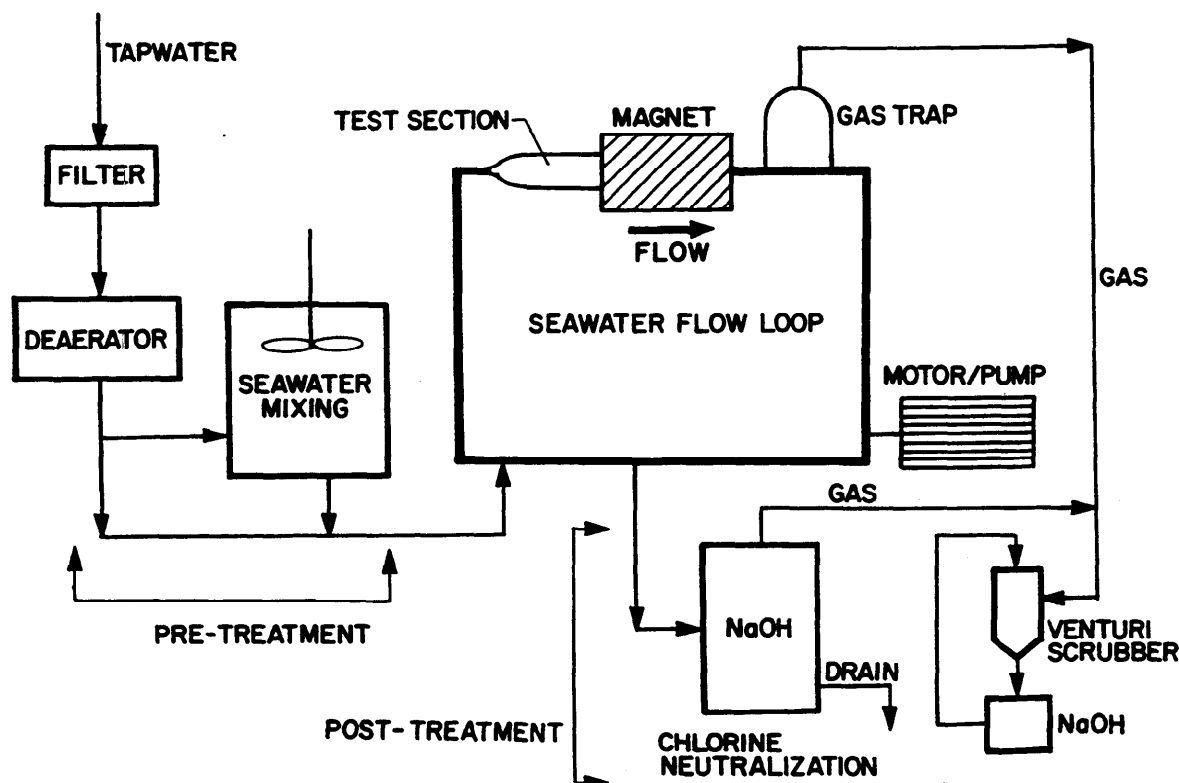 TAPWATER
FILTER
DEAERATOR
SEAWATER
MIXING
PRE-TREATMENT
TEST SECTION
MAGNET
GAS TRAP
FLOW
SEAWATER FLOW LOOP
GAS
MOTOR/PUMP
GAS
NaOH
DRAIN
CHLORINE
NEUTRALIZATION
POST-TREATMENT
VENTURI
SCRUBBER
NaOH